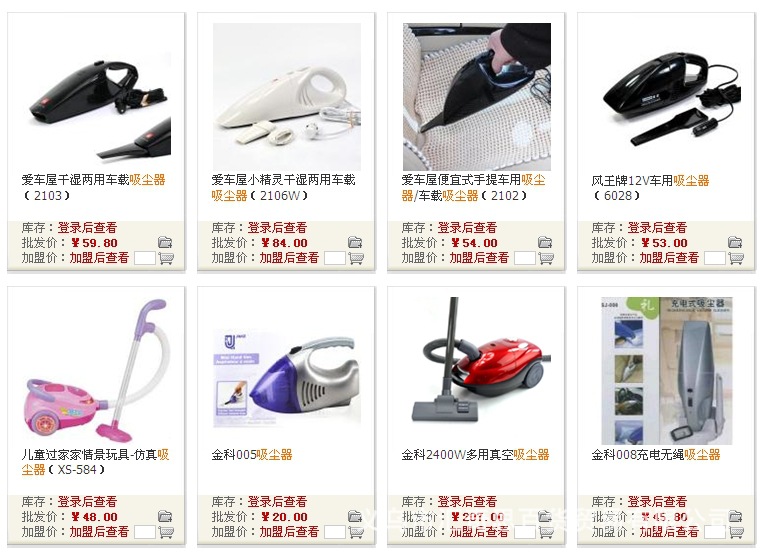 爱车屋干湿两用车载吸尘器
（2103）
库存：登录后查看
批发价：￥59.80
加盟价：加盟后查看
爱车屋小精灵干湿两用车载
吸尘器（2106W）
库存：登录后查看
批发价：￥84.00
加盟价：加盟后查看
爱车屋便宜式手提车用吸尘
器/车载吸尘器（2102）
库存：登录后查看
批发价：￥54.00
加盟价：加盟后查看
风王牌12V车用吸尘器
（6028）
库存：登录后查看
批发价：￥53.00
加盟价：加盟后查看
儿童过家家情景玩具-仿真吸
尘器（XS-584）
库存：登录后查看
批发价：￥48.00
加盟价：加盟后查看
金科005吸尘器
库存：登录后查看
批发价：￥20.00
加盟价：加盟后查看
金科2400W多用真空吸尘器
库存：登录后查看
批发价：
加盟价：加盟后查看
SJ-008
礼
充电式吸尘器
金科008充电无绳吸尘器
库存：登录后查看
批发价：
加盟价：加盟后查看